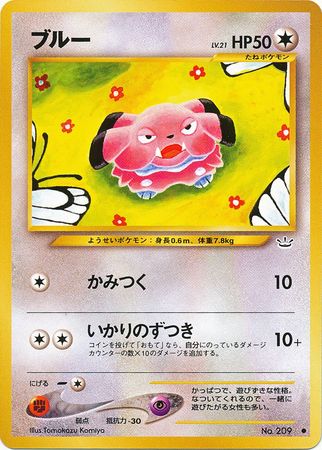 ブルー LV.21 HP50
たねポケモン
ようせいポケモン：身長0.6m、体重7.8kg
かみつく 10
いかりのずつき 10+
コインを投げて「おもて」なら、自分にのっているダメージ
カウンターの数×10のダメージを追加する。
にげる
弱点 抵抗力 -30
かっぱつで、遊びずきな性格。
なついてくれるので、一緒に
遊びたがる女性も多い。
Illus.Tomokazu Komiya
No. 209